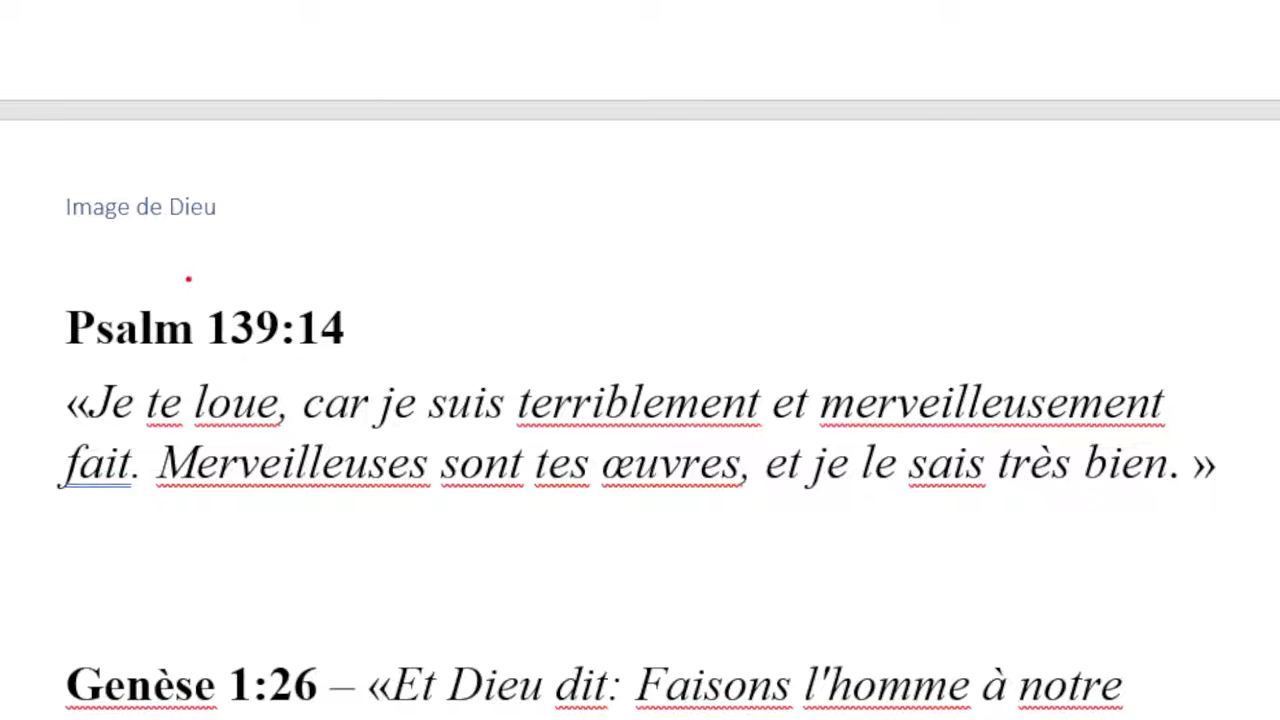 Image de Dieu
Psalm 139:14
«Je te loue, car je suis terriblement et merveilleusement
fait. Merveilleuses sont tes œuvres, et je le sais très bien. »
Genèse 1:26 – «Et Dieu dit: Faisons l'homme à notre